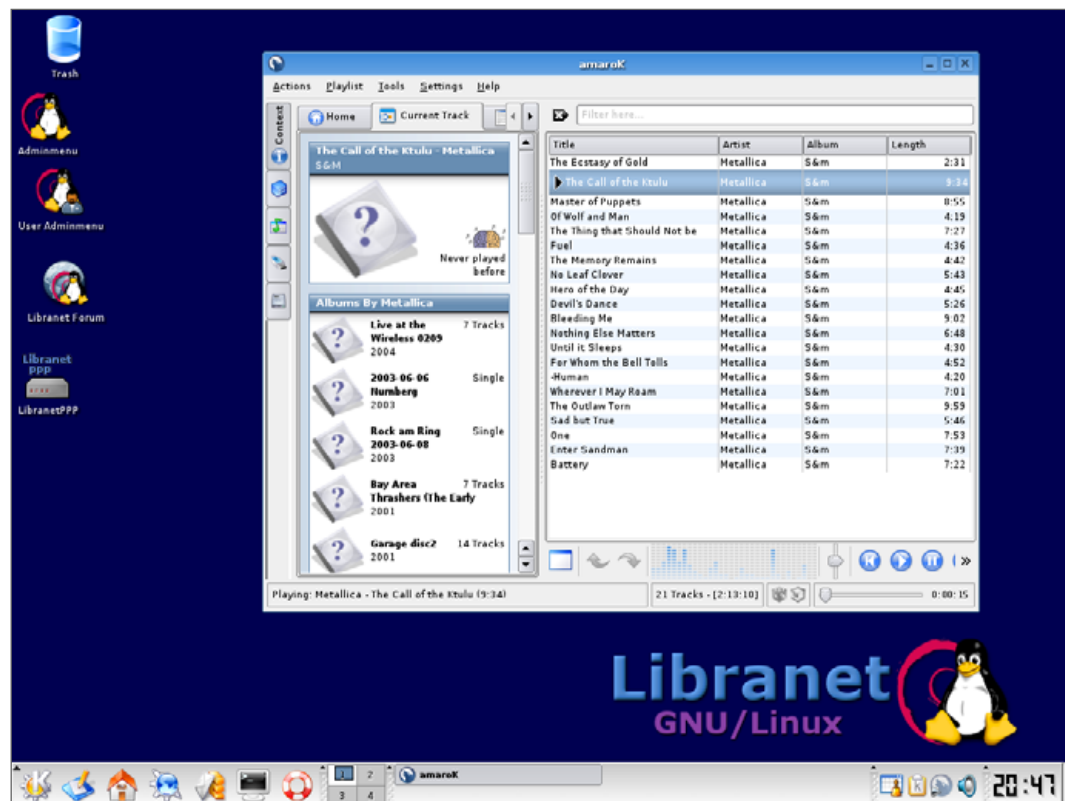 Trash
Adminmenu
User Adminmenu
Libranet Forum
Libranet
PPP
LibranetPPP
amaroK
Actions Playlist Tools Settings Help
Context
Home Current Track
Filter here...
The Call of the Ktulu - Metallica
S&M
Never played
before
Albums By Metallica
Live at the 7 Tracks
Wireless 0209
2004
2003-06-06 Single
Nurnberg
2003
Rock am Ring Single
2003-06-08
2003
Bay Area 7 Tracks
Thrashers (The Early
2001
Garage disc2 14 Tracks
2001
Title Artist Album Length
The Ecstasy of Gold Metallica S&m 2:31
The Call of the Ktulu Metallica S&m 9:34
Master of Puppets Metallica S&m 8:55
Of Wolf and Man Metallica S&m 4:19
The Thing that Should Not be Metallica S&m 7:27
Fuel Metallica S&m 4:36
The Memory Remains Metallica S&m 4:42
No Leaf Clover Metallica S&m 5:43
Hero of the Day Metallica S&m 4:45
Devil's Dance Metallica S&m 5:26
Bleeding Me Metallica S&m 9:02
Nothing Else Matters Metallica S&m 6:48
Until it Sleeps Metallica S&m 4:30
For Whom the Bell Tolls Metallica S&m 4:52
-Human Metallica S&m 4:20
Wherever I May Roam Metallica S&m 7:01
The Outlaw Torn Metallica S&m 9:59
Sad but True Metallica S&m 5:46
One Metallica S&m 7:53
Enter Sandman Metallica S&m 7:39
Battery Metallica S&m 7:22
Playing: Metallica - The Call of the Ktulu (9:34) 21 Tracks - [2:13:10] 0:00:15
Libranet
GNU/Linux
1 2
3 4
amaroK
20:47